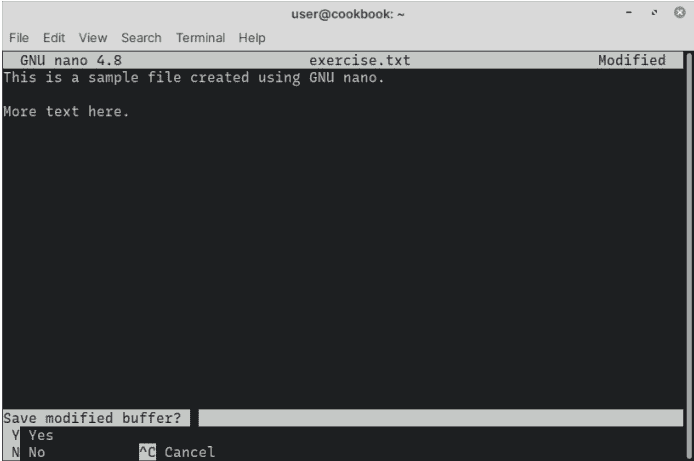 user@cookbook: ~
File Edit View Search Terminal Help
GNU nano 4.8 exercise.txt Modified
This is a sample file created using GNU nano.
More text here.
Save modified buffer?
Y Yes
N No ^C Cancel